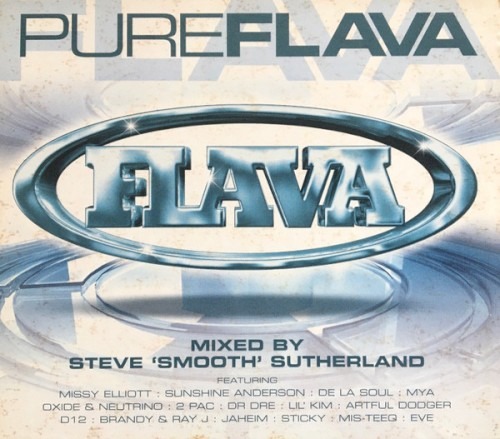 PUREFLAVA
FLAVA
MIXED BY
STEVE 'SMOOTH' SUTHERLAND
FEATURING
MISSY ELLIOTT : SUNSHINE ANDERSON : DE LA SOUL : MYA
OXIDE & NEUTRINO : 2 PAC : DR DRE : LIL' KIM : ARTFUL DODGER
D12 : BRANDY & RAY J : JAHEIM : STICKY : MIS-TEEQ : EVE